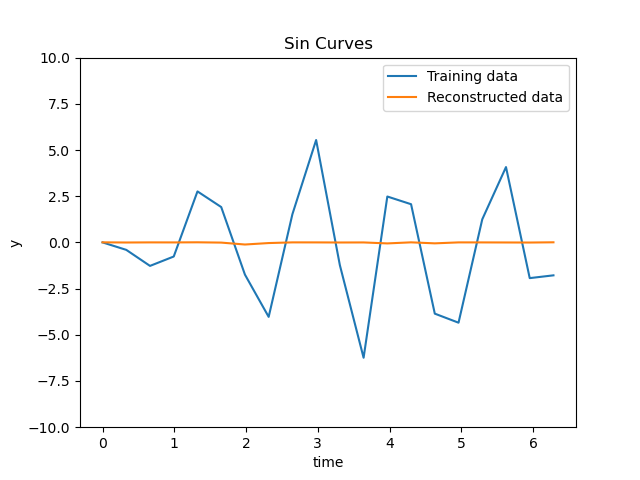 Sin Curves
Training data
Reconstructed data
10.0
7.5
5.0
2.5
0.0
−2.5
−5.0
−7.5
−10.0
y
0 1 2 3 4 5 6
time